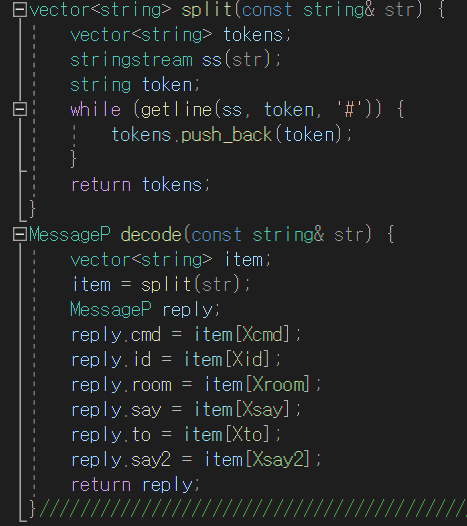 vector<string> split(const string& str) {
    vector<string> tokens;
    stringstream ss(str);
    string token;
    while (getline(ss, token, '#')) {
        tokens.push_back(token);
    }
    return tokens;
}
MessageP decode(const string& str) {
    vector<string> item;
    item = split(str);
    MessageP reply;
    reply.cmd = item[Xcmd];
    reply.id = item[Xid];
    reply.room = item[Xroom];
    reply.say = item[Xsay];
    reply.to = item[Xto];
    reply.say2 = item[Xsay2];
    return reply;
}/////////////////////////////////////////////